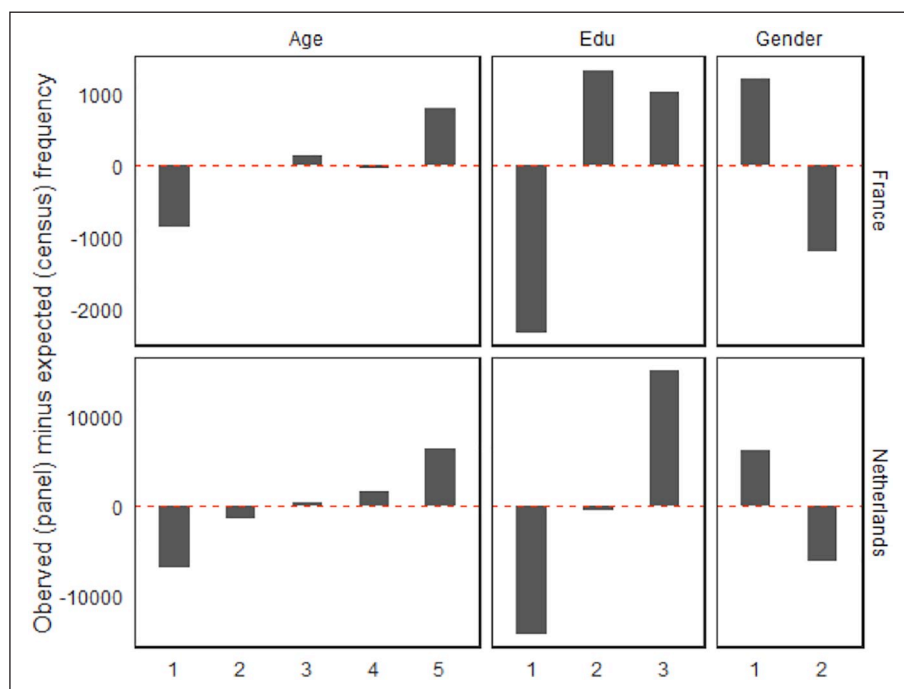 Age Edu Gender
Oberved (panel) minus expected (census) frequency
1000
0
-1000
-2000
France
10000
0
-10000
Netherlands
1 2 3 4 5 1 2 3 1 2